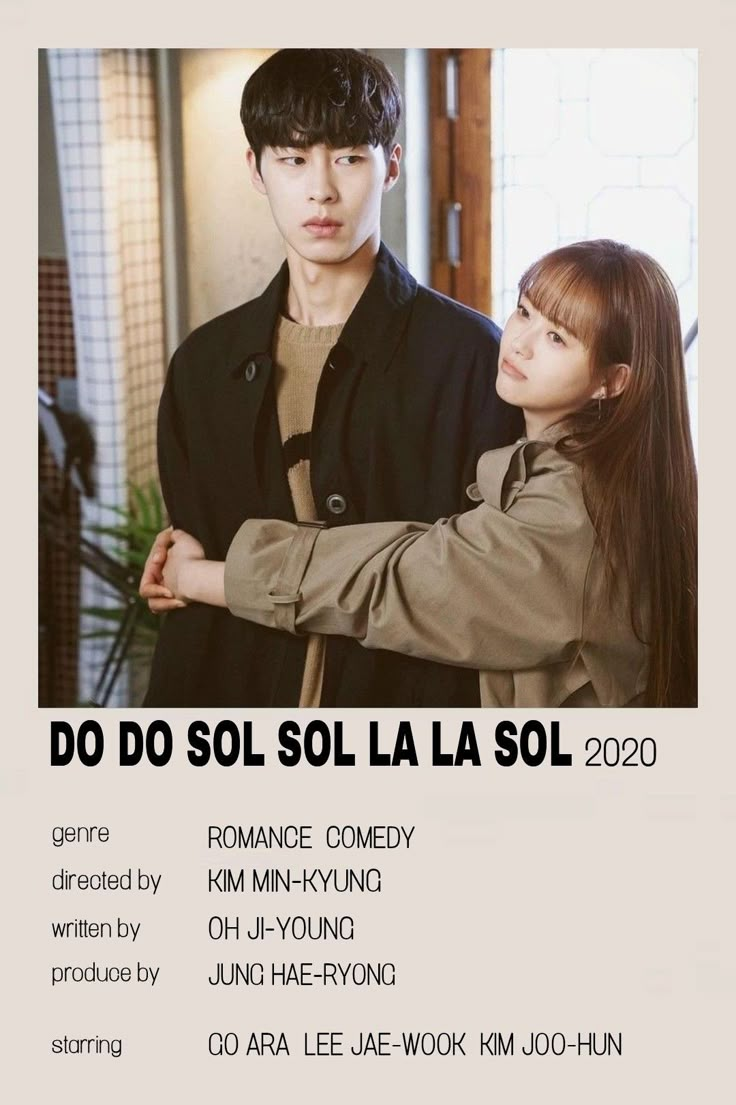 DO DO SOL SOL LA LA SOL 2020
genre ROMANCE COMEDY
directed by KIM MIN-KYUNG
written by OH JI-YOUNG
produce by JUNG HAE-RYONG
starring GO ARA LEE JAE-WOOK KIM JOO-HUN